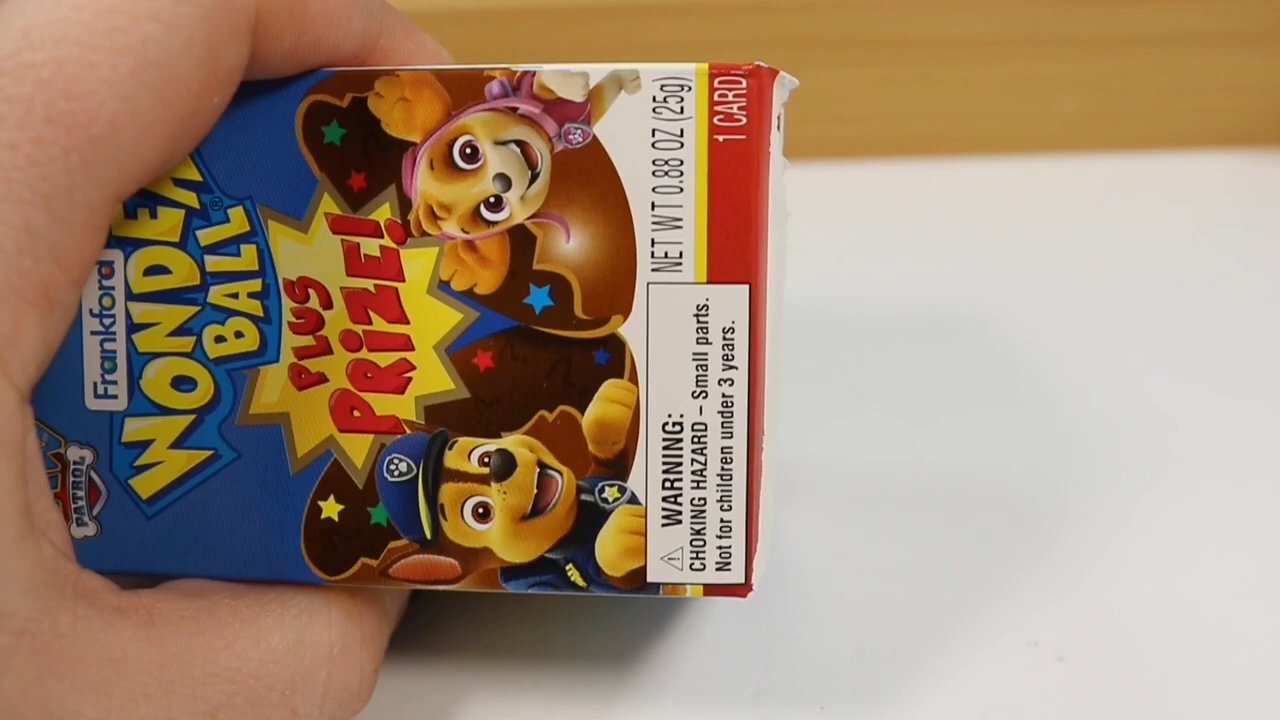 PATROL
Frankford
WONDER
BALL®
PLUS
PRIZE!
NET WT 0.88 OZ (25g)
1 CARD
⚠ WARNING:
CHOKING HAZARD – Small parts.
Not for children under 3 years.